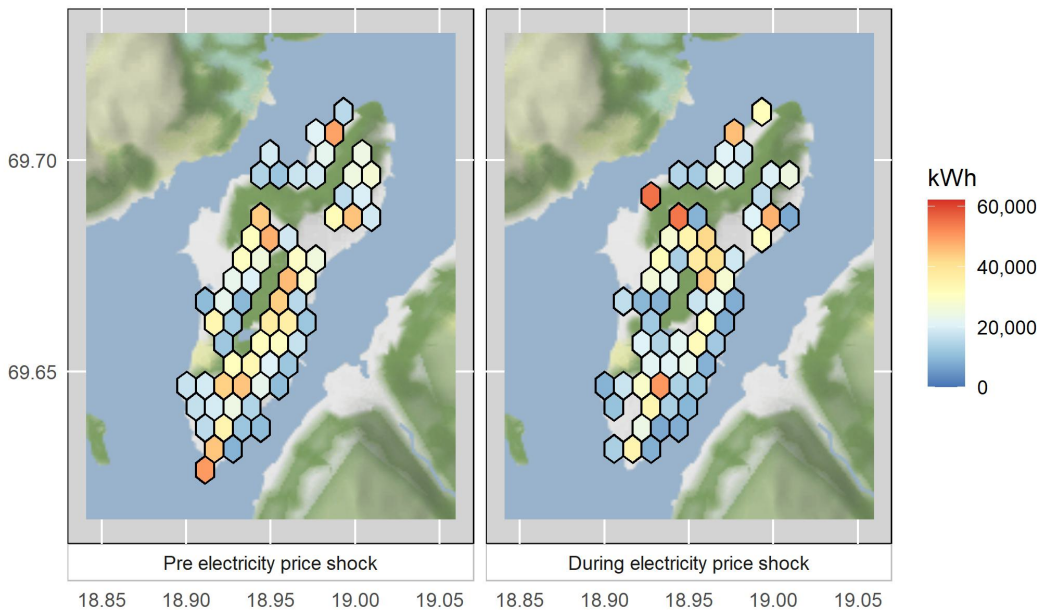 kWh
69.70
60,000
40,000
20,000
69.65
0
Pre electricity price shock
During electricity price shock
18.85 18.90 18.95 19.00 19.05 18.85 18.90 18.95 19.00 19.05